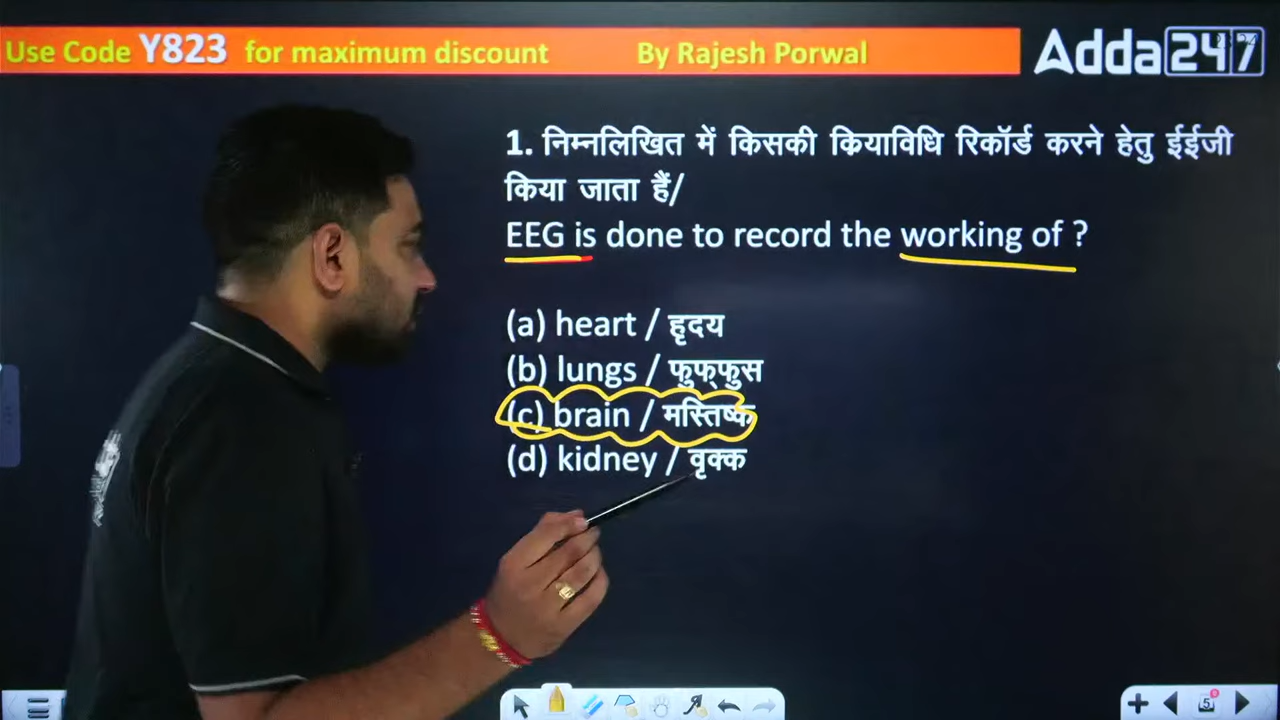 Use Code Y823 for maximum discount By Rajesh Porwal
Adda247
1. निम्नलिखित में किसकी कियाविधि रिकॉर्ड करने हेतु ईईजी
किया जाता हैं/
EEG is done to record the working of ?
(a) heart / हृदय
(b) lungs / फुफ्फुस
(c) brain / मस्तिष्क
(d) kidney / वृक्क